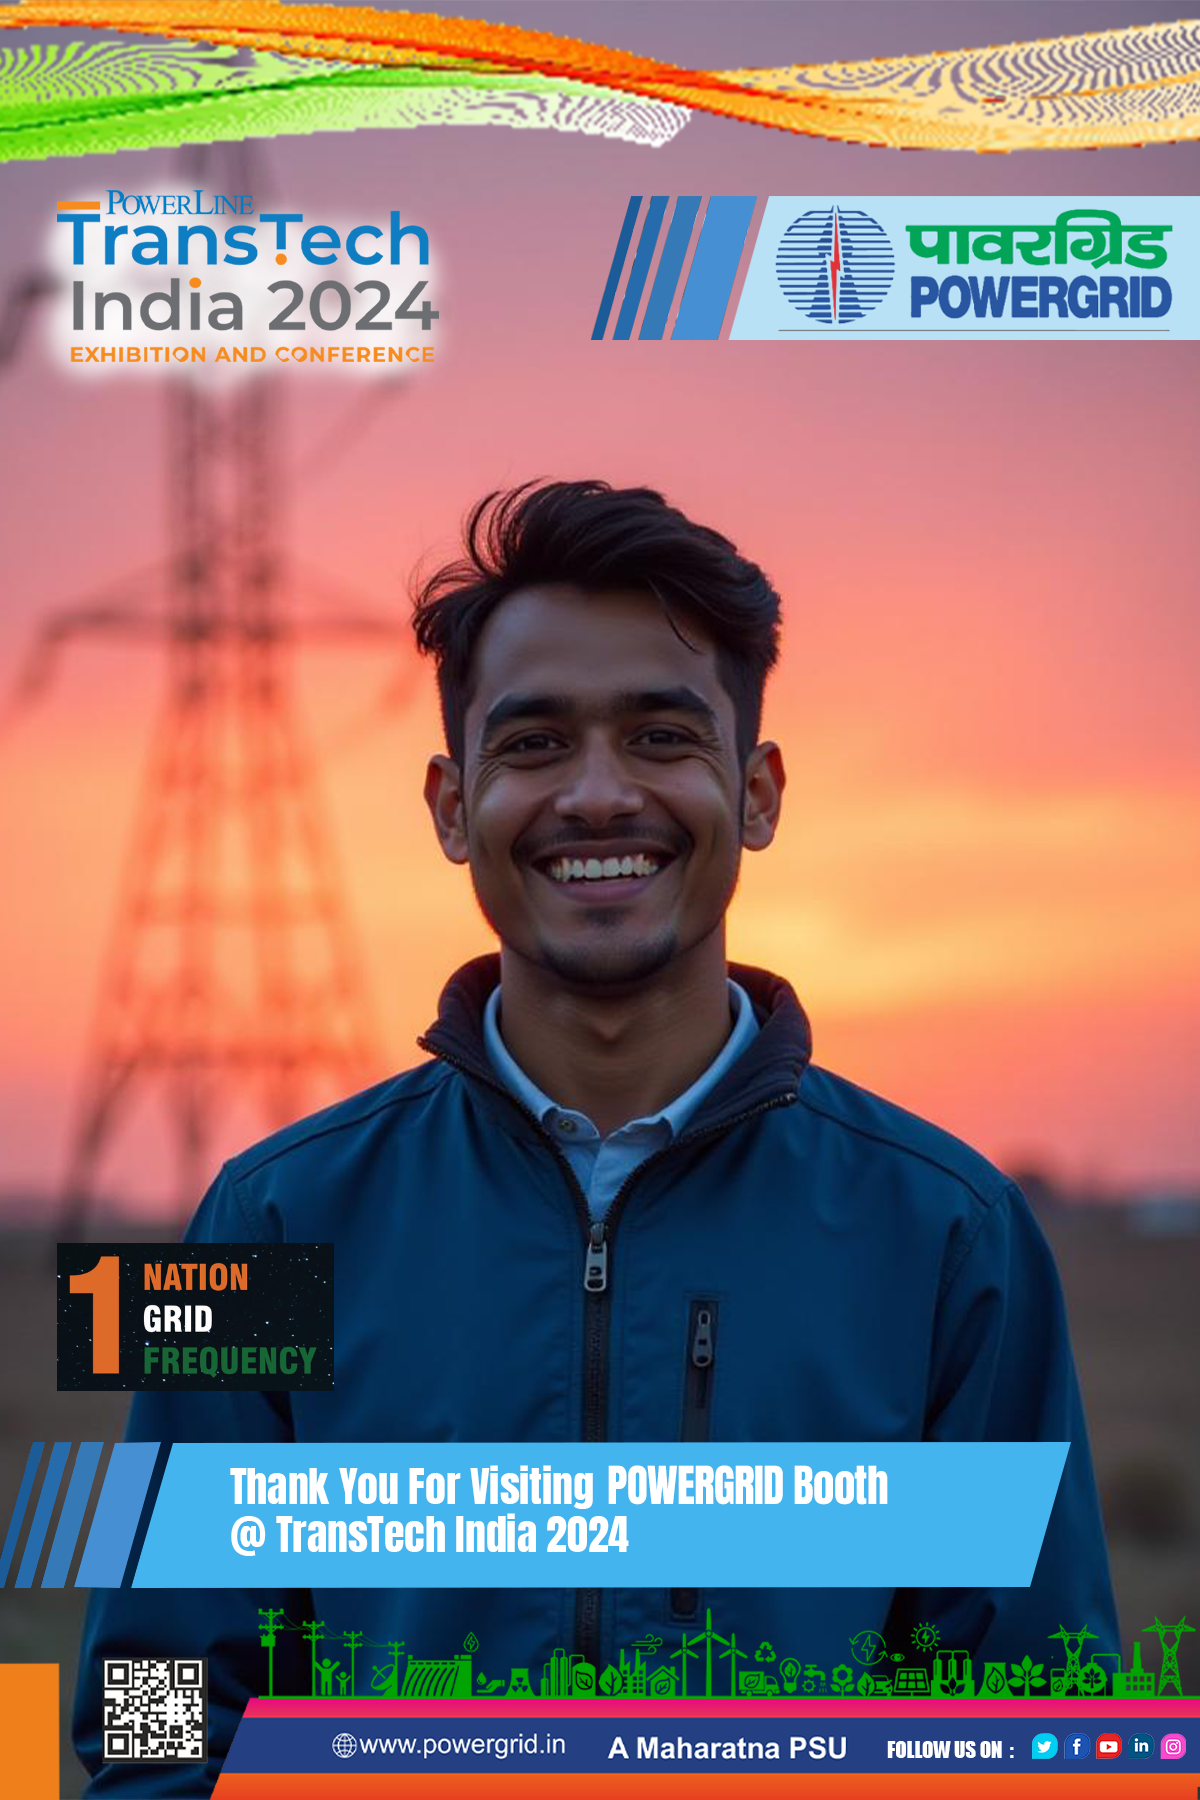 POWERLINE
TransTech
India 2024
EXHIBITION AND CONFERENCE
पावरग्रिड
POWERGRID
1 NATION
GRID
FREQUENCY
Thank You For Visiting POWERGRID Booth
@ TransTech India 2024
www.powergrid.in
A Maharatna PSU
FOLLOW US ON :